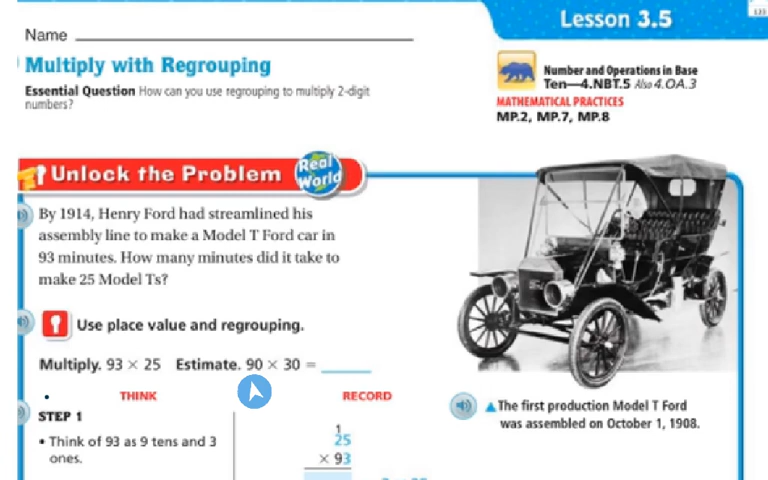 Lesson 3.5
Name
Multiply with Regrouping
Essential Question How can you use regrouping to multiply 2-digit
numbers?
Number and Operations in Base
Ten—4.NBT.5 Also 4.OA.3
MATHEMATICAL PRACTICES
MP.2, MP.7, MP.8
Unlock the Problem
Real
World
By 1914, Henry Ford had streamlined his
assembly line to make a Model T Ford car in
93 minutes. How many minutes did it take to
make 25 Model Ts?
Use place value and regrouping.
Multiply. 93 × 25 Estimate. 90 × 30 =
THINK
RECORD
STEP 1
• Think of 93 as 9 tens and 3
ones.
1
25
× 93
▲The first production Model T Ford
was assembled on October 1, 1908.